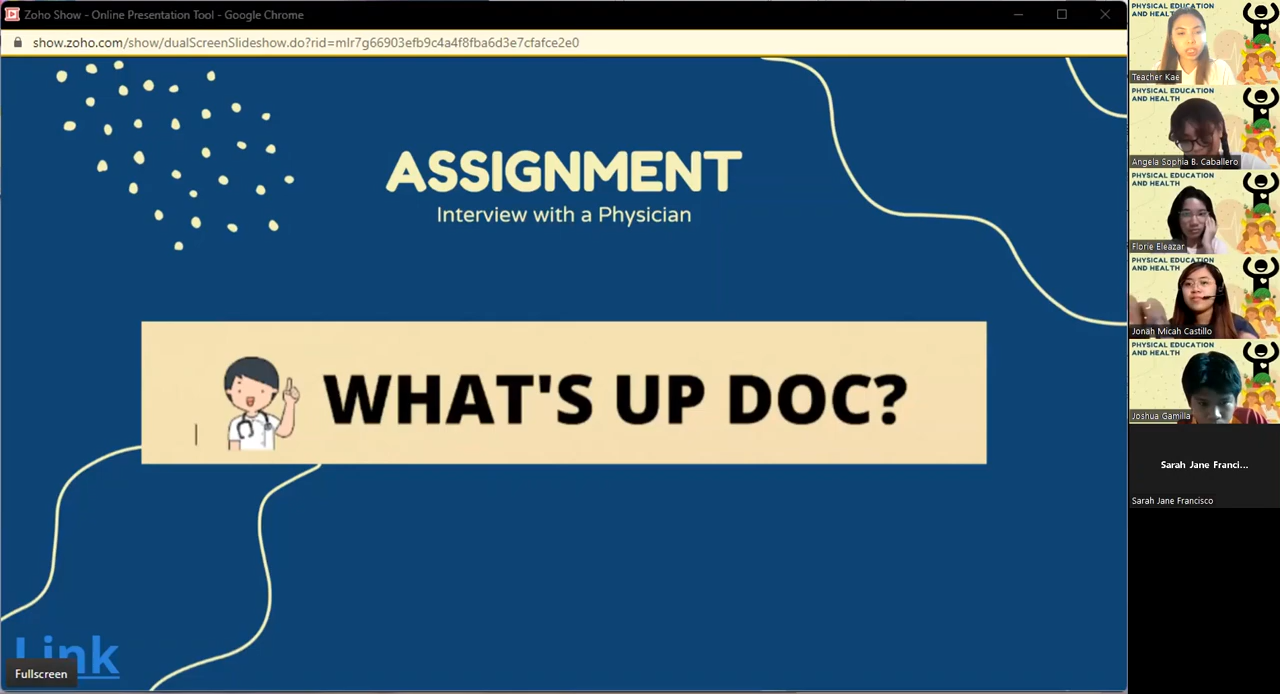 Zoho Show - Online Presentation Tool - Google Chrome
show.zoho.com/show/dualScreenSlideshow.do?rid=mlr7g66903efb9c4a4f8fba6d3e7cfafce2e0
ASSIGNMENT
Interview with a Physician
WHAT'S UP DOC?
Link
Fullscreen
PHYSICAL EDUCATION
AND HEALTH
Teacher Kae
PHYSICAL EDUCATION
AND HEALTH
Angela Sophia B. Caballero
PHYSICAL EDUCATION
AND HEALTH
Florie Eleazar
PHYSICAL EDUCATION
AND HEALTH
Jonah Micah Castillo
PHYSICAL EDUCATION
AND HEALTH
Joshua Gamilla
Sarah Jane Franci...
Sarah Jane Francisco